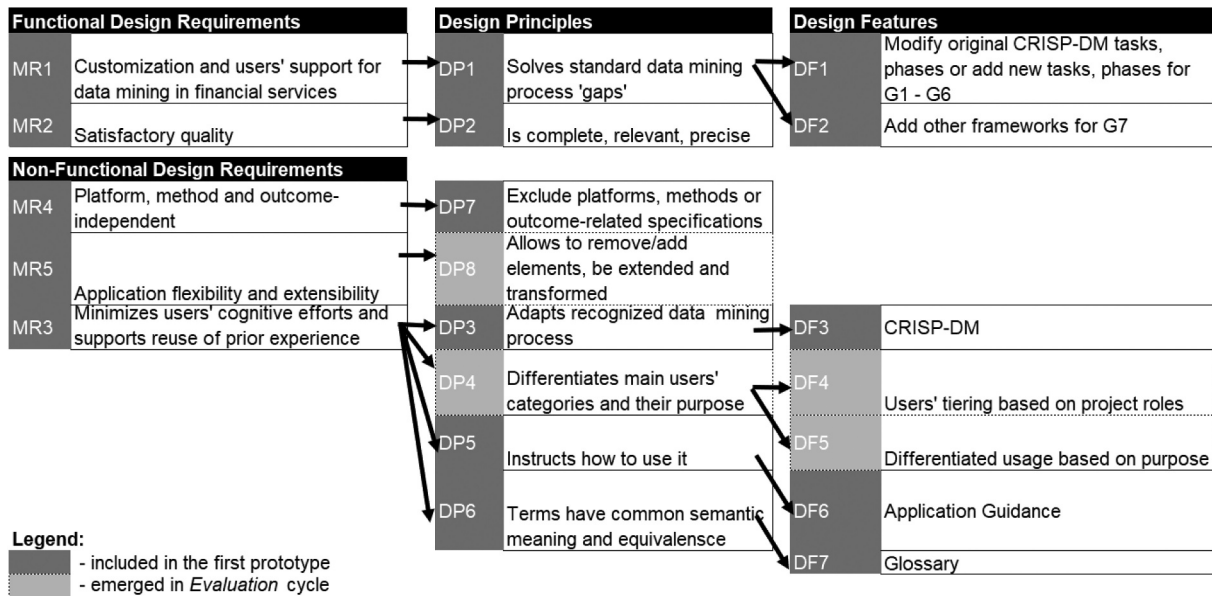 Functional Design Requirements
MR1
Customization and users' support for
data mining in financial services
MR2
Satisfactory quality
Non-Functional Design Requirements
MR4
Platform, method and outcome-
independent
MR5
Application flexibility and extensibility
MR3
Minimizes users' cognitive efforts and
supports reuse of prior experience
Design Principles
DP1
Solves standard data mining
process 'gaps'
DP2
Is complete, relevant, precise
DP7
Exclude platforms, methods or
outcome-related specifications
DP8
Allows to remove/add
elements, be extended and
transformed
DP3
Adapts recognized data mining
process
DP4
Differentiates main users'
categories and their purpose
DP5
Instructs how to use it
DP6
Terms have common semantic
meaning and equivalensce
Design Features
DF1
Modify original CRISP-DM tasks,
phases or add new tasks, phases for
G1 - G6
DF2
Add other frameworks for G7
DF3
CRISP-DM
DF4
Users' tiering based on project roles
DF5
Differentiated usage based on purpose
DF6
Application Guidance
DF7
Glossary
Legend:
- included in the first prototype
- emerged in Evaluation cycle